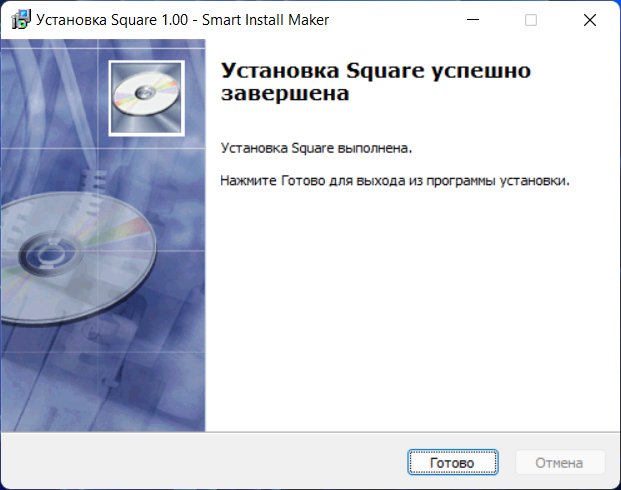 Установка Square 1.00 - Smart Install Maker
Установка Square успешно
завершена
Установка Square выполнена.
Нажмите Готово для выхода из программы установки.
Готово
Отмена